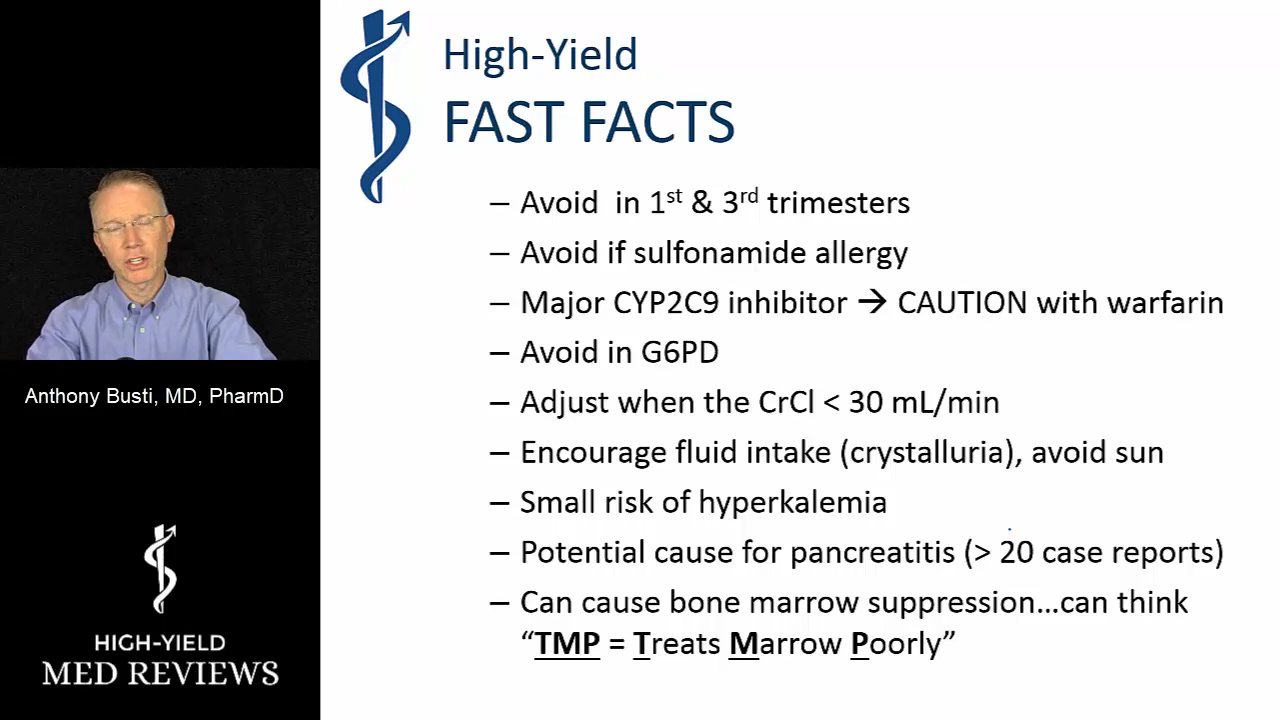 High-Yield
FAST FACTS
– Avoid in 1st & 3rd trimesters
– Avoid if sulfonamide allergy
– Major CYP2C9 inhibitor → CAUTION with warfarin
– Avoid in G6PD
– Adjust when the CrCl < 30 mL/min
– Encourage fluid intake (crystalluria), avoid sun
– Small risk of hyperkalemia
– Potential cause for pancreatitis (> 20 case reports)
– Can cause bone marrow suppression…can think
“TMP = Treats Marrow Poorly”
Anthony Busti, MD, PharmD
HIGH-YIELD
MED REVIEWS